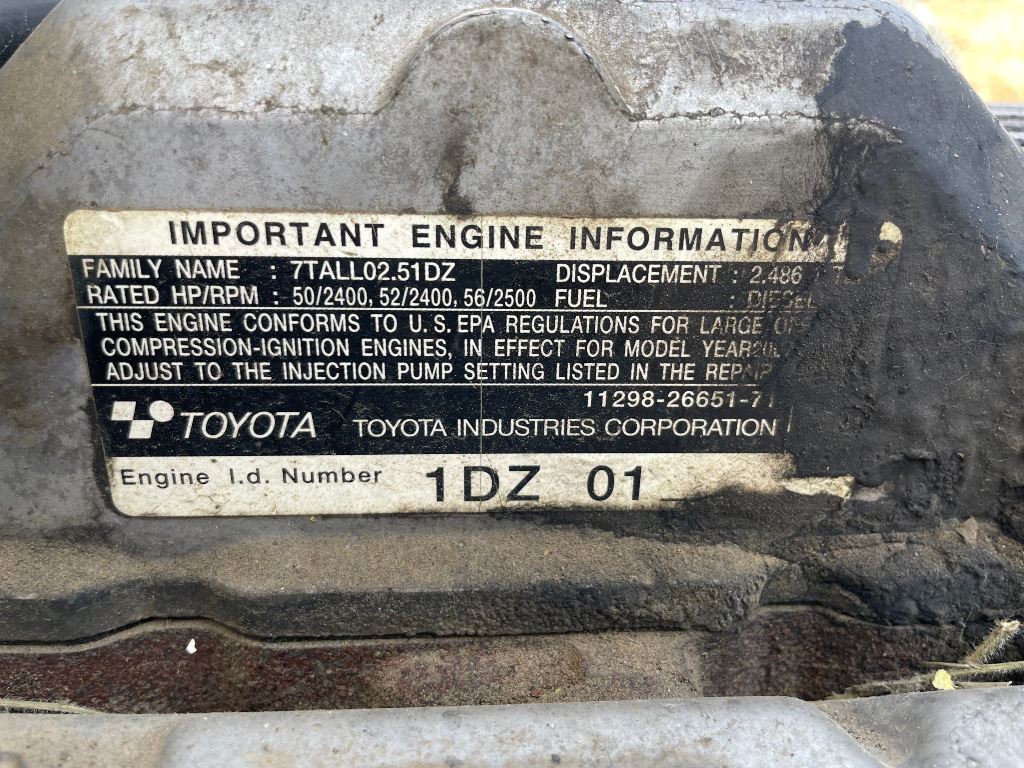 IMPORTANT ENGINE INFORMATION
FAMILY NAME : 7TALL02.51DZ DISPLACEMENT : 2.486
RATED HP/RPM : 50/2400, 52/2400, 56/2500 FUEL : DIESEL
THIS ENGINE CONFORMS TO U.S. EPA REGULATIONS FOR LARGE
COMPRESSION-IGNITION ENGINES, IN EFFECT FOR MODEL YEAR
ADJUST TO THE INJECTION PUMP SETTING LISTED IN THE REPAIR
11298-26651-71
TOYOTA TOYOTA INDUSTRIES CORPORATION
Engine I.d. Number 1DZ 01